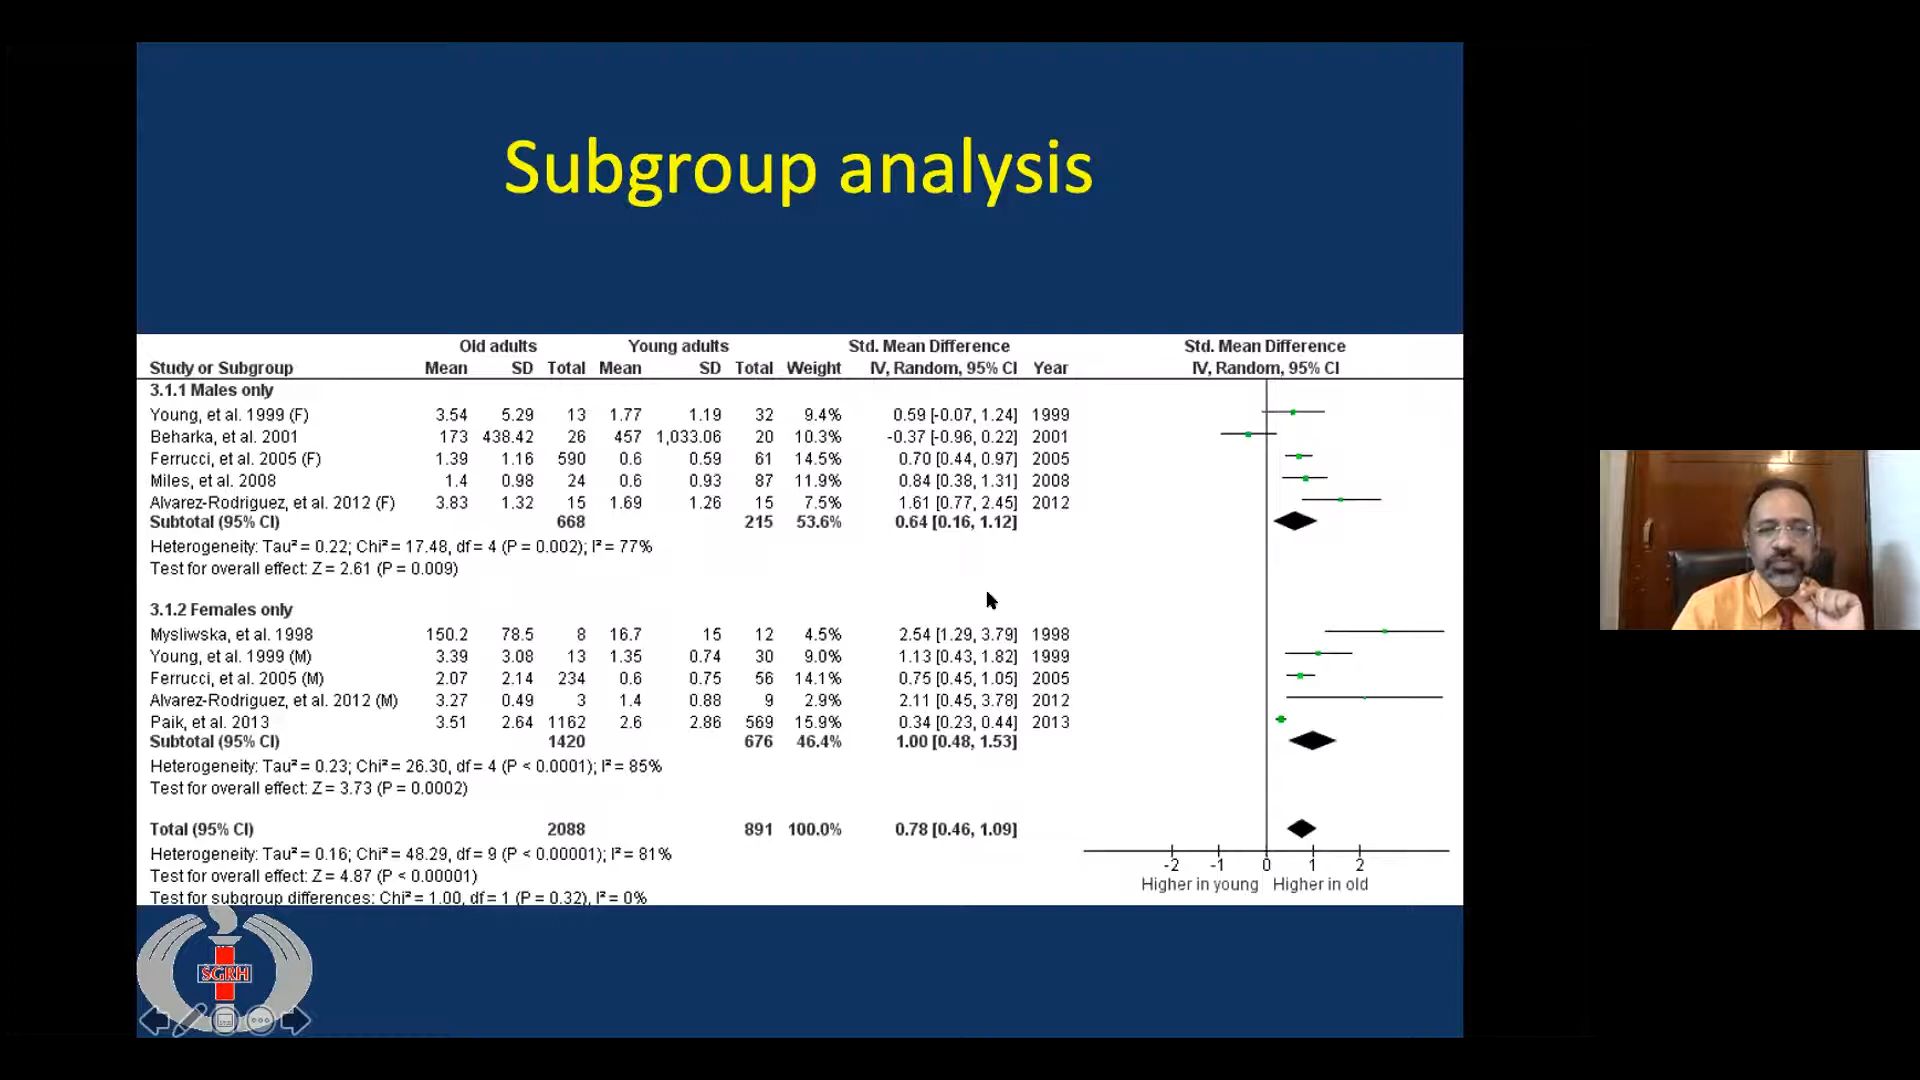 Subgroup analysis
Old adults Young adults Std. Mean Difference Std. Mean Difference
Study or Subgroup Mean SD Total Mean SD Total Weight IV, Random, 95% CI Year IV, Random, 95% CI
3.1.1 Males only
Young, et al. 1999 (F) 3.54 5.29 13 1.77 1.19 32 9.4% 0.59 [-0.07, 1.24] 1999
Beharka, et al. 2001 173 438.42 26 457 1,033.06 20 10.3% -0.37 [-0.96, 0.22] 2001
Ferrucci, et al. 2005 (F) 1.39 1.16 590 0.6 0.59 61 14.5% 0.70 [0.44, 0.97] 2005
Miles, et al. 2008 1.4 0.98 24 0.6 0.93 87 11.9% 0.84 [0.38, 1.31] 2008
Alvarez-Rodriguez, et al. 2012 (F) 3.83 1.32 15 1.69 1.26 15 7.5% 1.61 [0.77, 2.45] 2012
Subtotal (95% CI) 668 215 53.6% 0.64 [0.16, 1.12]
Heterogeneity: Tau² = 0.22; Chi² = 17.48, df = 4 (P = 0.002); I² = 77%
Test for overall effect: Z = 2.61 (P = 0.009)
3.1.2 Females only
Mysliwska, et al. 1998 150.2 78.5 8 16.7 15 12 4.5% 2.54 [1.29, 3.79] 1998
Young, et al. 1999 (M) 3.39 3.08 13 1.35 0.74 30 9.0% 1.13 [0.43, 1.82] 1999
Ferrucci, et al. 2005 (M) 2.07 2.14 234 0.6 0.75 56 14.1% 0.75 [0.45, 1.05] 2005
Alvarez-Rodriguez, et al. 2012 (M) 3.27 0.49 3 1.4 0.88 9 2.9% 2.11 [0.45, 3.78] 2012
Paik, et al. 2013 3.51 2.64 1162 2.6 2.86 569 15.9% 0.34 [0.23, 0.44] 2013
Subtotal (95% CI) 1420 676 46.4% 1.00 [0.48, 1.53]
Heterogeneity: Tau² = 0.23; Chi² = 26.30, df = 4 (P < 0.0001); I² = 85%
Test for overall effect: Z = 3.73 (P = 0.0002)
Total (95% CI) 2088 891 100.0% 0.78 [0.46, 1.09]
Heterogeneity: Tau² = 0.16; Chi² = 48.29, df = 9 (P < 0.00001); I² = 81%
Test for overall effect: Z = 4.87 (P < 0.00001)
Test for subgroup differences: Chi² = 1.00, df = 1 (P = 0.32), I² = 0%
-2 -1 0 1 2
Higher in young Higher in old
SGRH